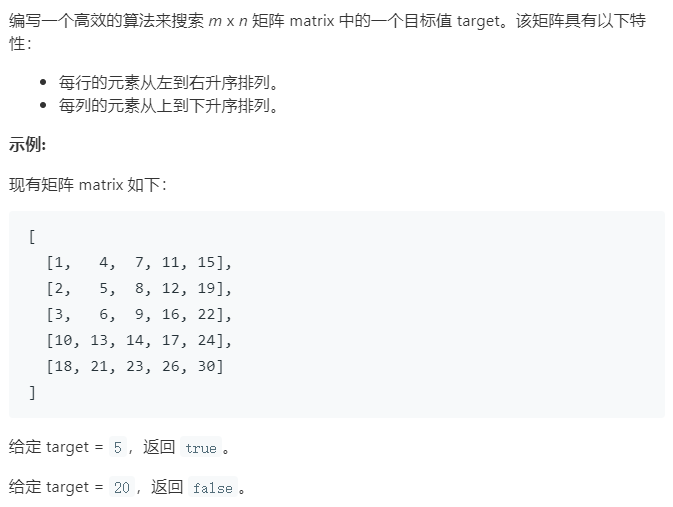 编写一个高效的算法来搜索 m x n 矩阵 matrix 中的一个目标值 target。该矩阵具有以下特
性：
• 每行的元素从左到右升序排列。
• 每列的元素从上到下升序排列。
示例:
现有矩阵 matrix 如下：
[
  [1,   4,  7, 11, 15],
  [2,   5,  8, 12, 19],
  [3,   6,  9, 16, 22],
  [10, 13, 14, 17, 24],
  [18, 21, 23, 26, 30]
]
给定 target = 5，返回 true。
给定 target = 20，返回 false。